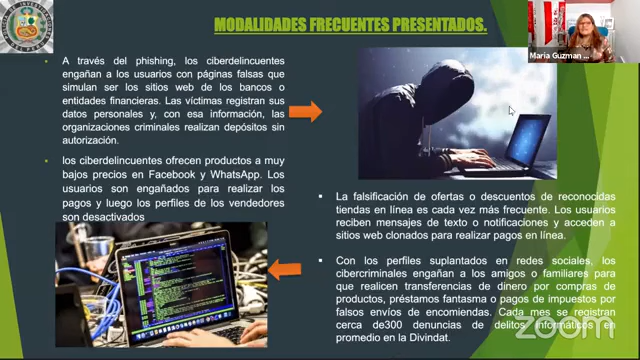 MODALIDADES FRECUENTES PRESENTADOS.
Maria Guzman ...
A través del phishing, los ciberdelincuentes
engañan a los usuarios con páginas falsas que
simulan ser los sitios web de los bancos o
entidades financieras. Las víctimas registran sus
datos personales y, con esa información, las
organizaciones criminales realizan depósitos sin
autorización.
los ciberdelincuentes ofrecen productos a muy
bajos precios en Facebook y WhatsApp. Los
usuarios son engañados para realizar los
pagos y luego los perfiles de los vendedores
son desactivados
La falsificación de ofertas o descuentos de reconocidas
tiendas en línea es cada vez más frecuente. Los usuarios
reciben mensajes de texto o notificaciones y acceden a
sitios web clonados para realizar pagos en línea.
Con los perfiles suplantados en redes sociales, los
cibercriminales engañan a los amigos o familiares para
que realicen transferencias de dinero por compras de
productos, préstamos fantasma o pagos de impuestos por
falsos envíos de encomiendas. Cada mes se registran
cerca de300 denuncias de delitos informáticos en
promedio en la Divindat.
zoom